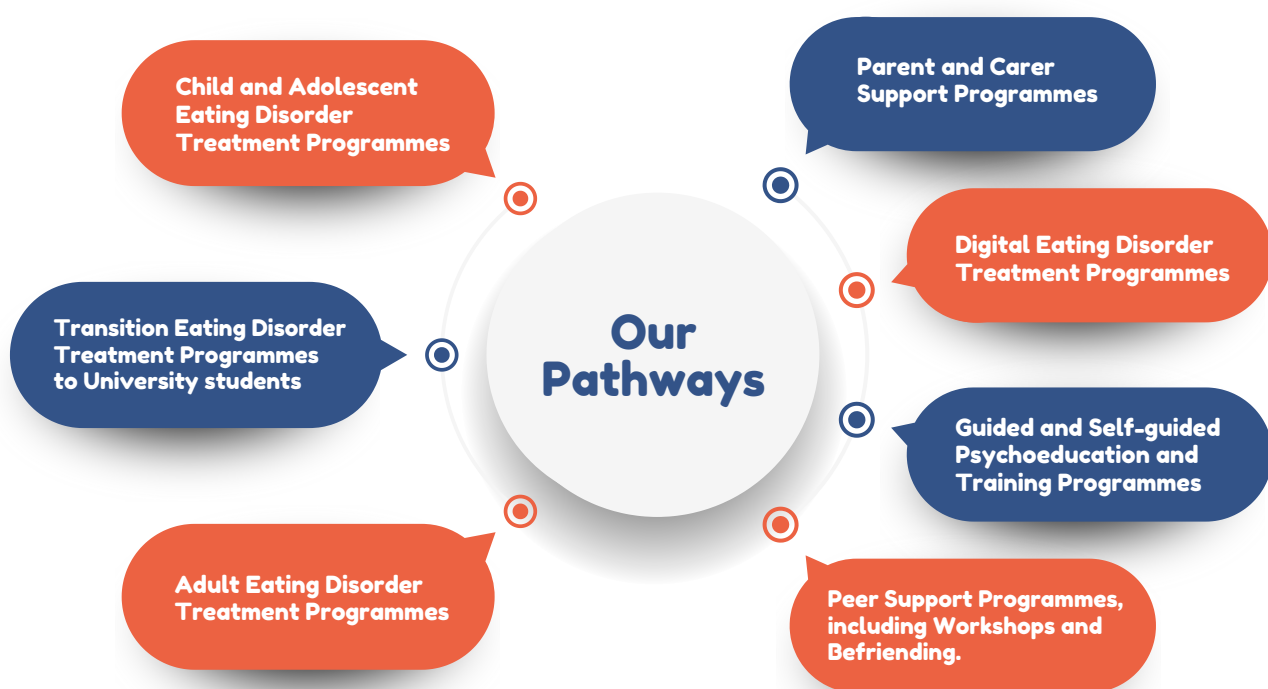 Child and Adolescent
Eating Disorder
Treatment Programmes
Transition Eating Disorder
Treatment Programmes
to University students
Adult Eating Disorder
Treatment Programmes
Our
Pathways
Parent and Carer
Support Programmes
Digital Eating Disorder
Treatment Programmes
Guided and Self-guided
Psychoeducation and
Training Programmes
Peer Support Programmes,
including Workshops and
Befriending.